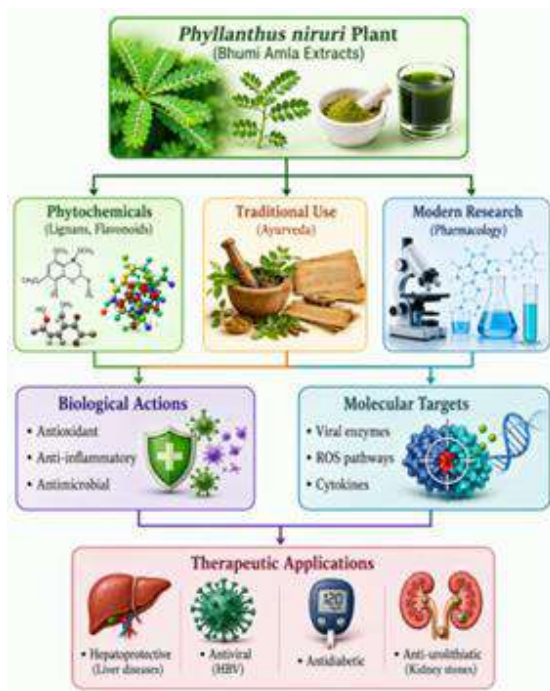 Phyllanthus niruri Plant
(Bhumi Amla Extracts)
Phytochemicals
(Lignans, Flavonoids)
Traditional Use
(Ayurveda)
Modern Research
(Pharmacology)
Biological Actions
• Antioxidant
• Anti-inflammatory
• Antimicrobial
Molecular Targets
• Viral enzymes
• ROS pathways
• Cytokines
Therapeutic Applications
120
• Hepatoprotective
(Liver diseases)
• Antiviral
(HBV)
• Antidiabetic
• Anti-urolithiatic
(Kidney stones)